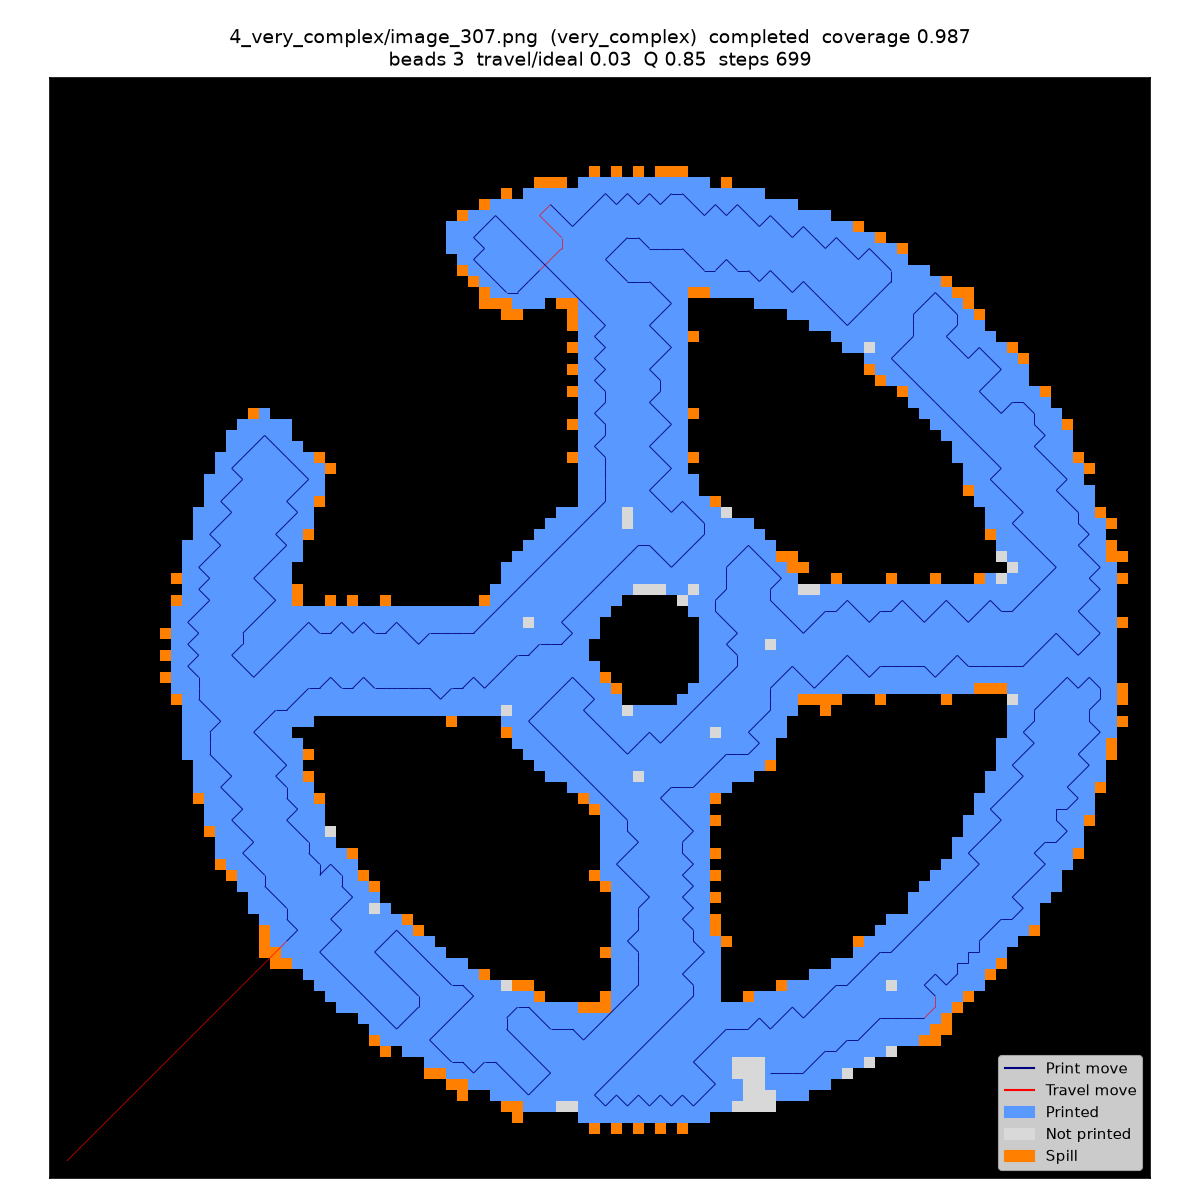 4_very_complex/image_307.png  (very_complex)  completed  coverage 0.987
beads 3  travel/ideal 0.03  Q 0.85  steps 699
Print move
Travel move
Printed
Not printed
Spill